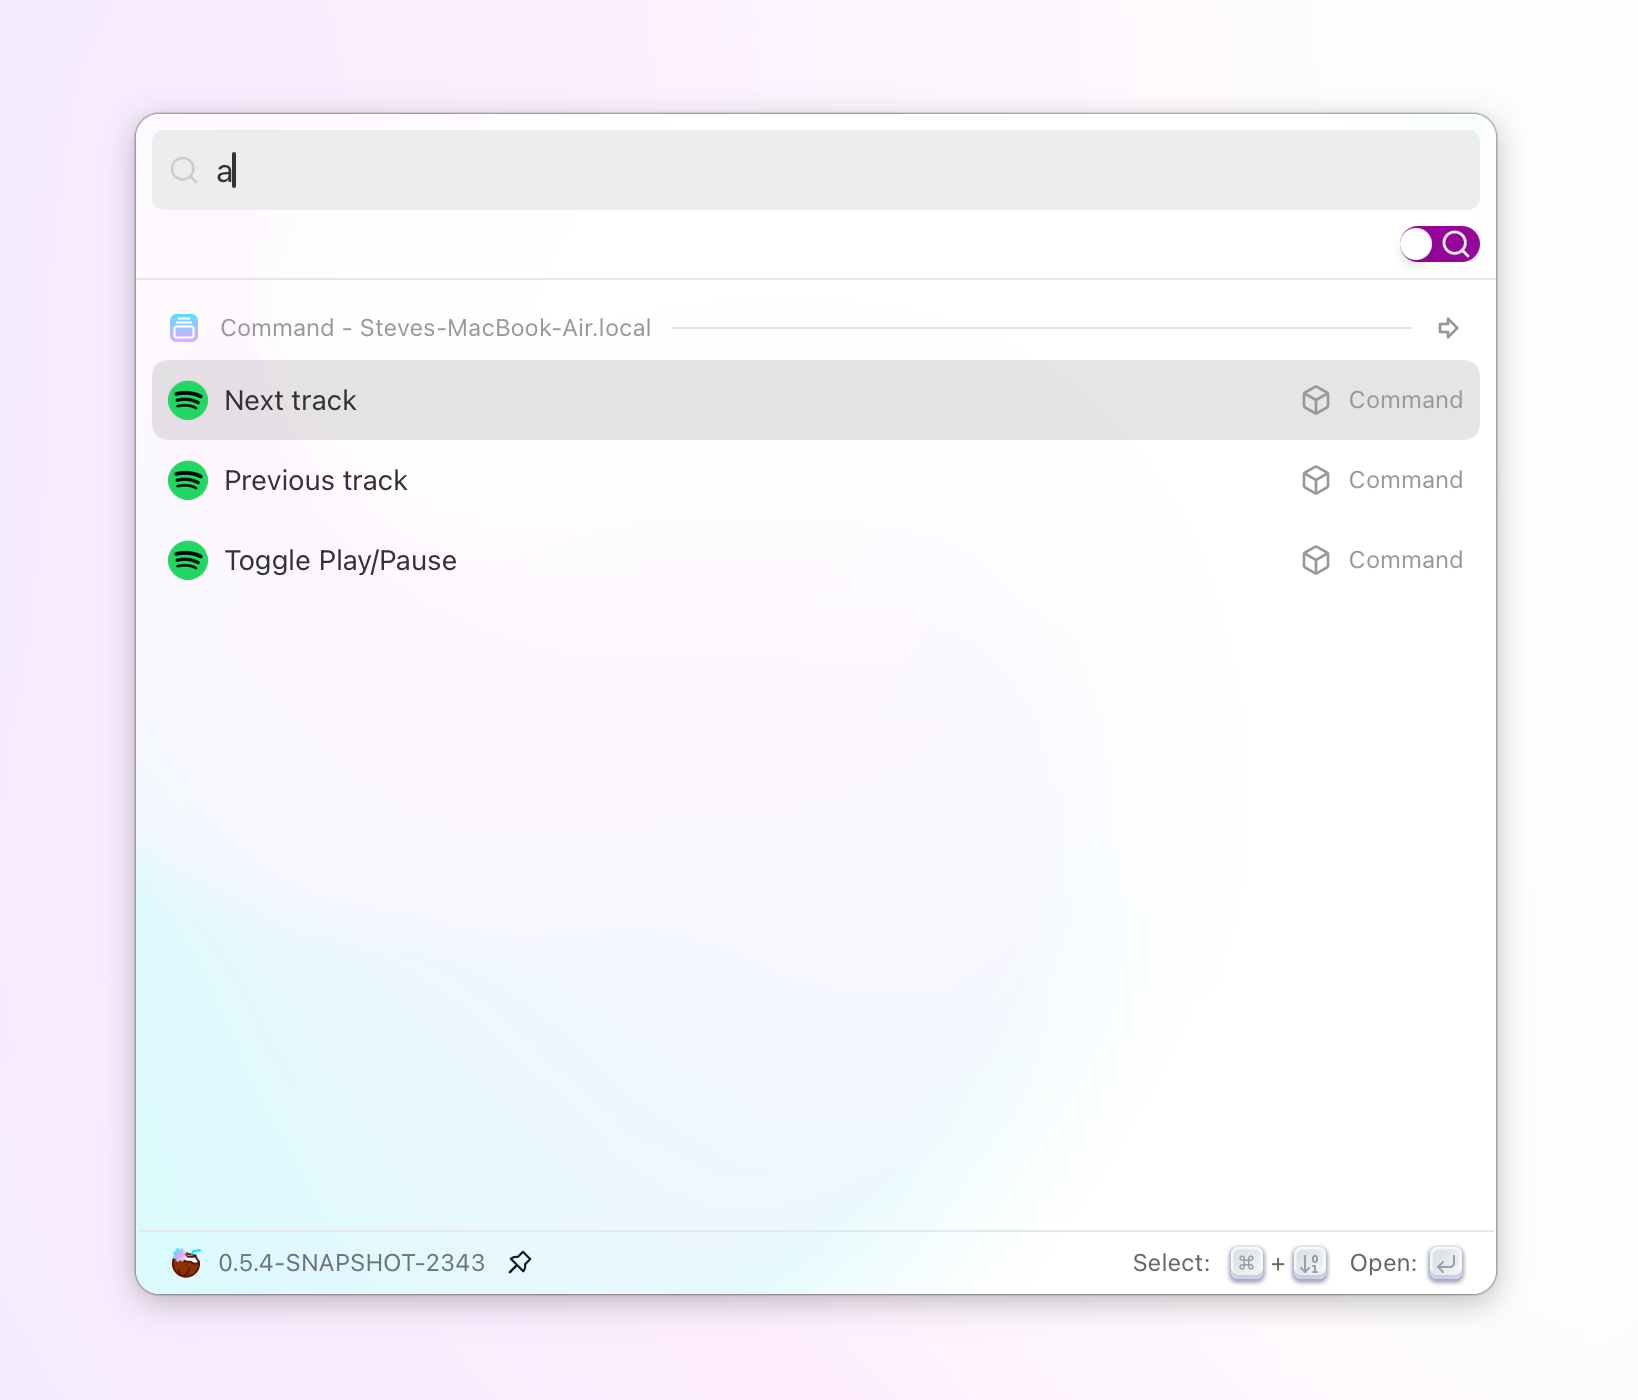 a
Command - Steves-MacBook-Air.local
Next track Command
Previous track Command
Toggle Play/Pause Command
0.5.4-SNAPSHOT-2343 Select: ⌘ + ↓01 Open: ↵